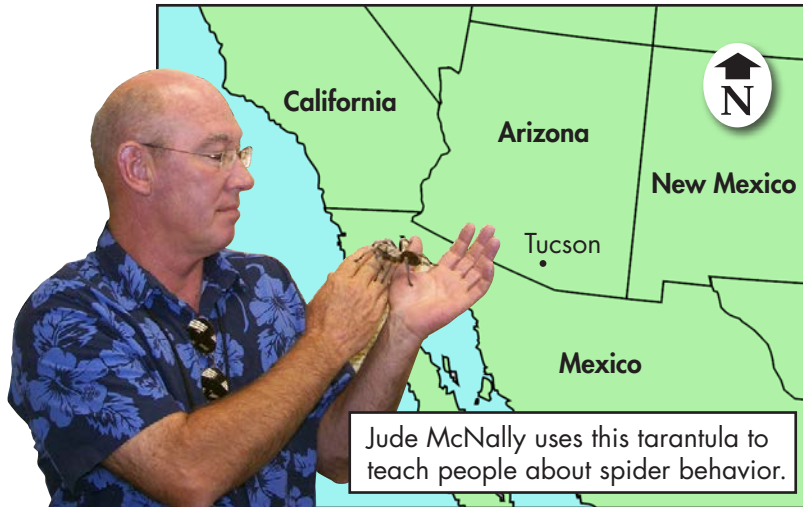 California
Arizona
N
New Mexico
Tucson
Mexico
Jude McNally uses this tarantula to
teach people about spider behavior.